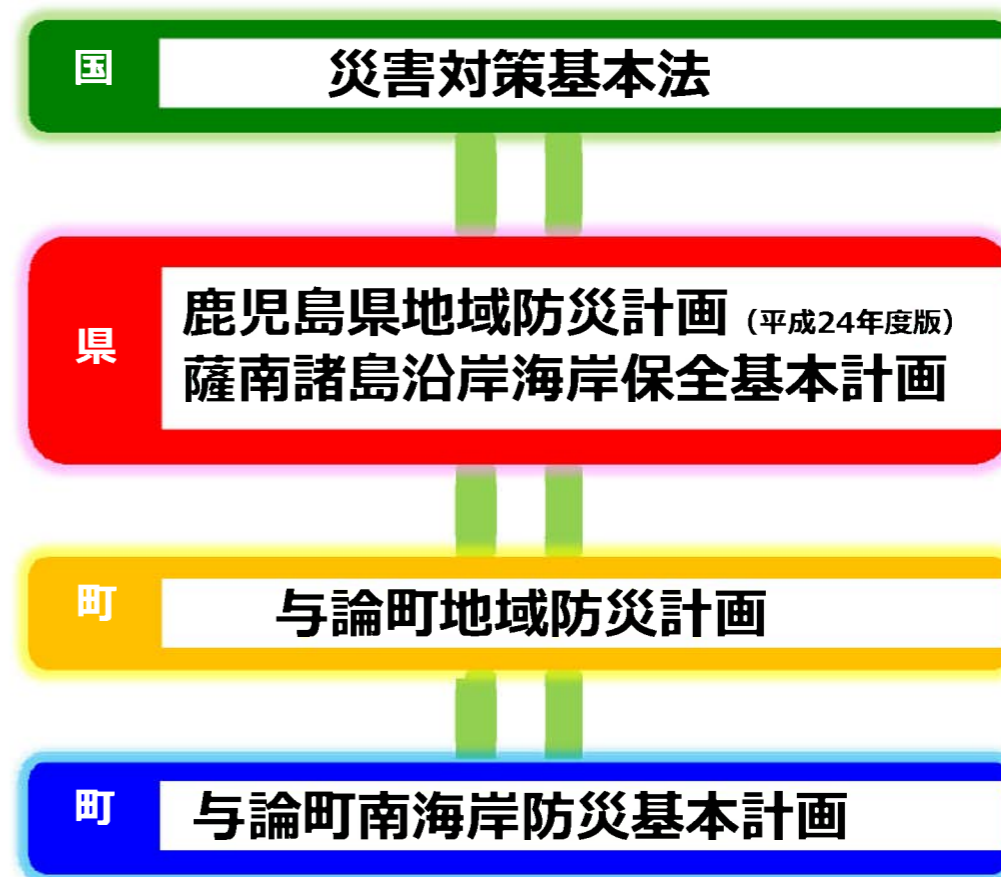 国
災害対策基本法
県
鹿児島県地域防災計画（平成24年度版）
薩南諸島沿岸海岸保全基本計画
町
与論町地域防災計画
町
与論町南海岸防災基本計画